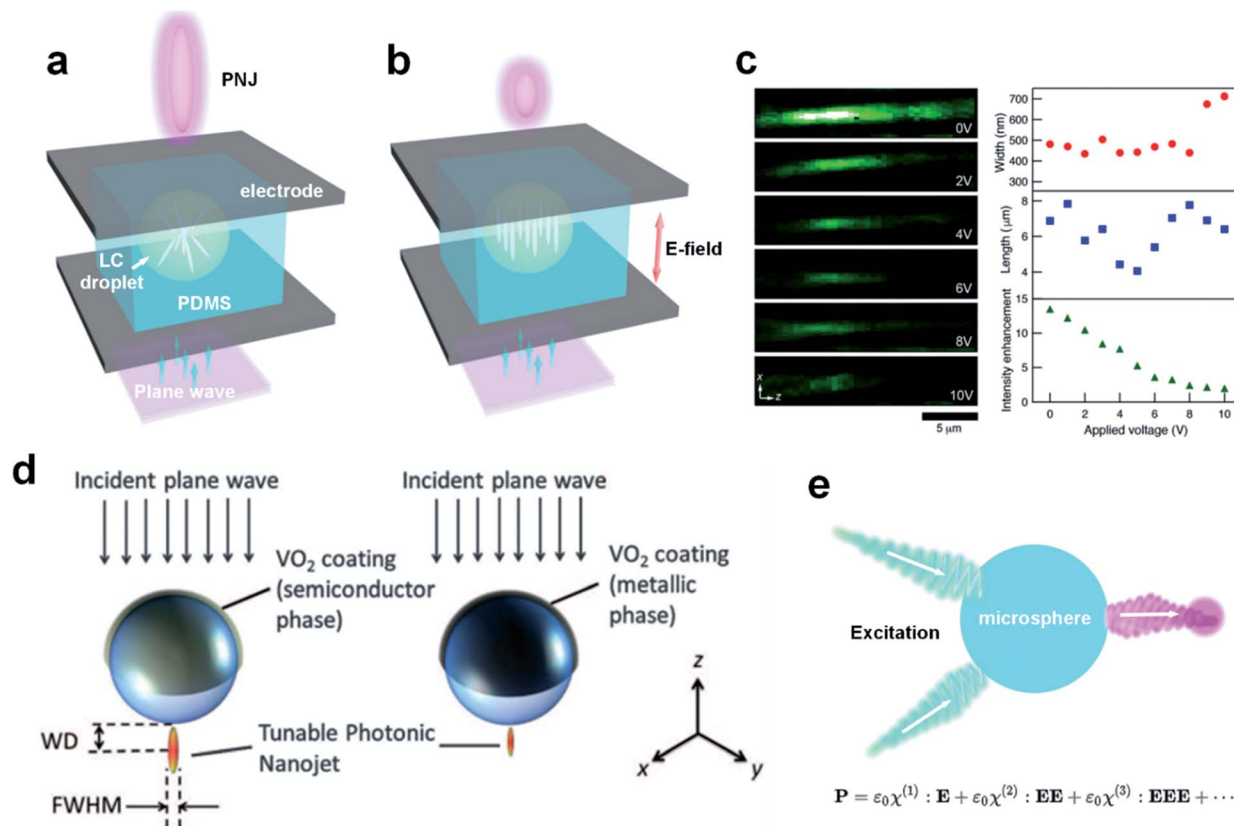 a
PNJ
electrode
LC
droplet
PDMS
Plane wave
b
E-field
c
0V
2V
4V
6V
8V
10V
x
z
5 μm
Width (nm)
700
600
500
400
300
Length (μm)
8
6
4
Intensity enhancement
15
10
5
0
0 2 4 6 8 10
Applied voltage (V)
d
Incident plane wave
VO₂ coating
(semiconductor
phase)
WD
FWHM
Tunable Photonic
Nanojet
Incident plane wave
VO₂ coating
(metallic
phase)
z
x
y
e
Excitation
microsphere
P = ε₀χ⁽¹⁾ : E + ε₀χ⁽²⁾ : EE + ε₀χ⁽³⁾ : EEE + ···